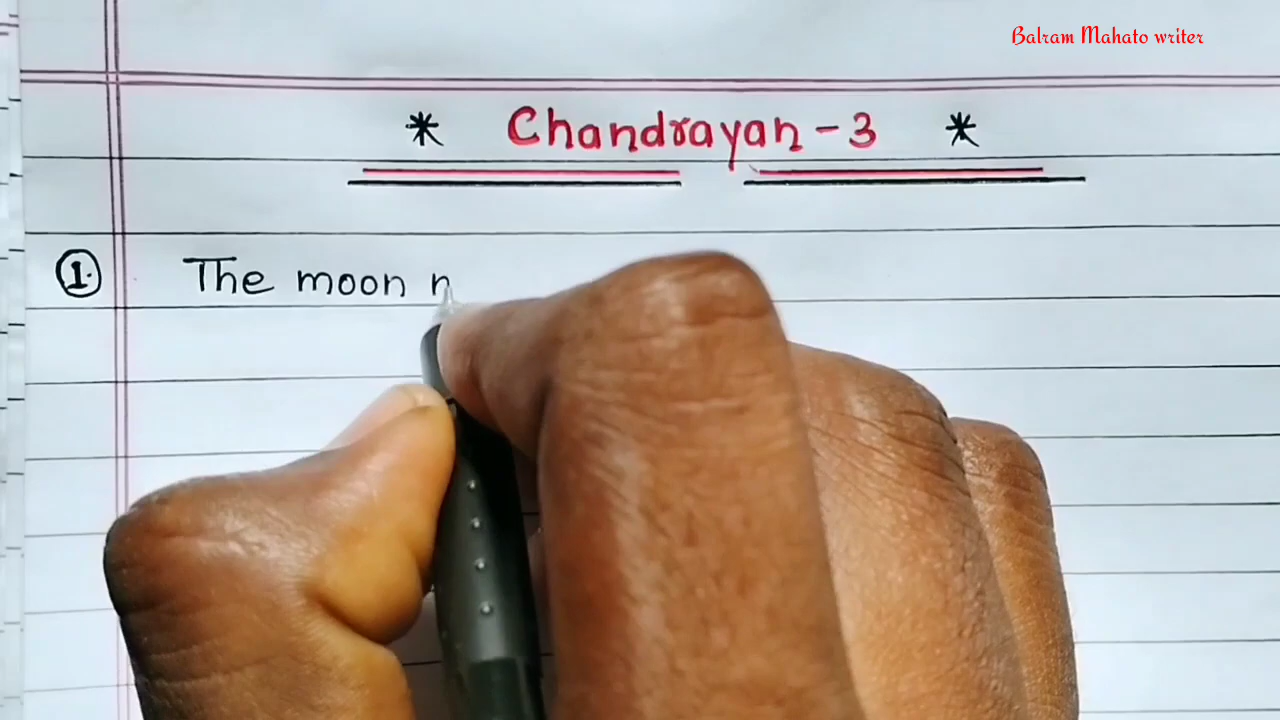 Balram Mahato writer
* Chandrayan-3 *
1. The moon